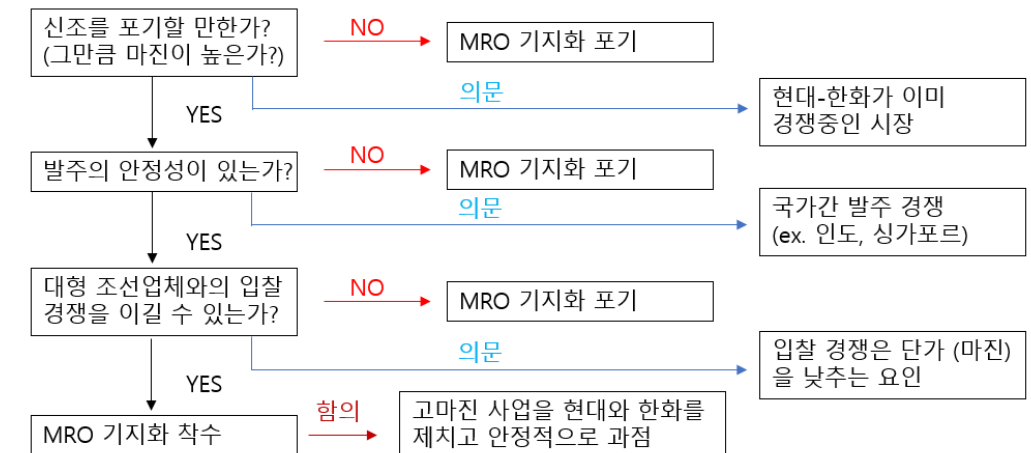 신조를 포기할 만한가?
(그만큼 마진이 높은가?)
NO
MRO 기지화 포기
의문
현대-한화가 이미
경쟁중인 시장
YES
발주의 안정성이 있는가?
NO
MRO 기지화 포기
의문
국가간 발주 경쟁
(ex. 인도, 싱가포르)
YES
대형 조선업체와의 입찰
경쟁을 이길 수 있는가?
NO
MRO 기지화 포기
의문
입찰 경쟁은 단가 (마진)
을 낮추는 요인
YES
MRO 기지화 착수
함의
고마진 사업을 현대와 한화를
제치고 안정적으로 과점